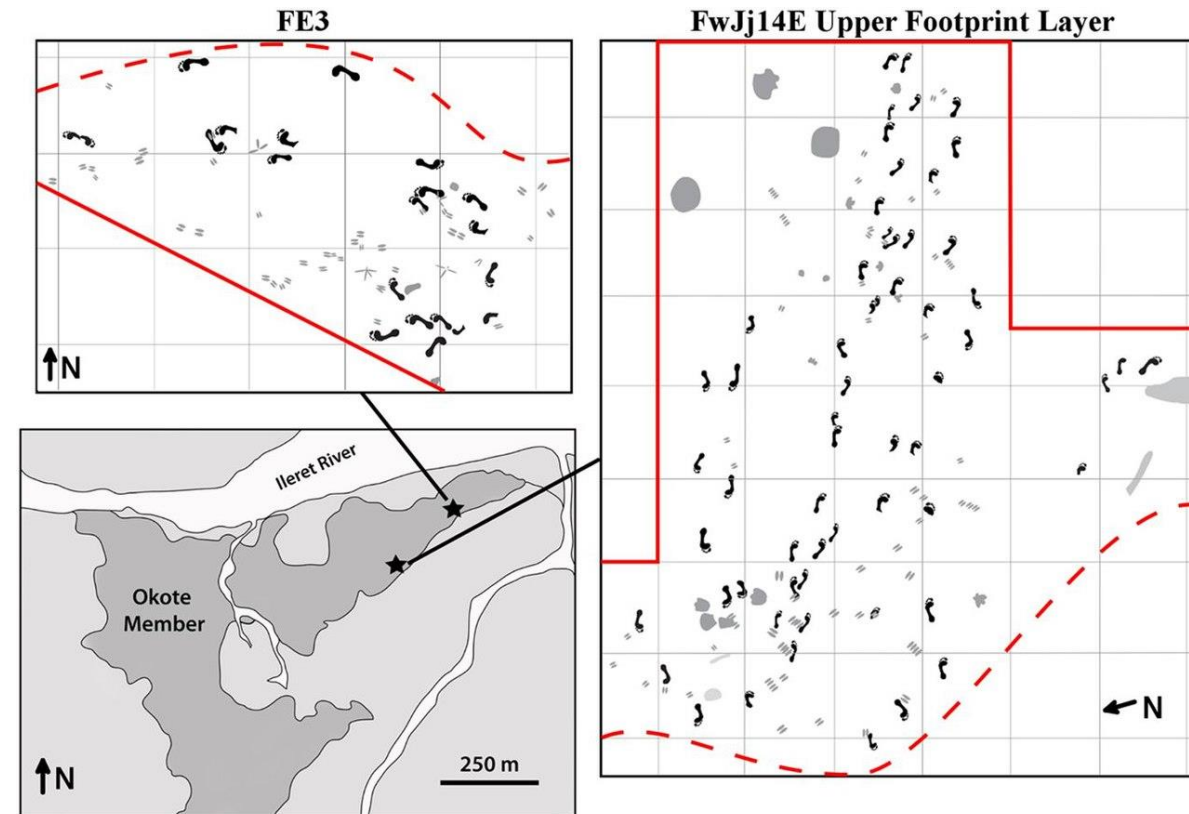 FE3
FwJj14E Upper Footprint Layer
N
Ileret River
Okote
Member
N
250 m
N